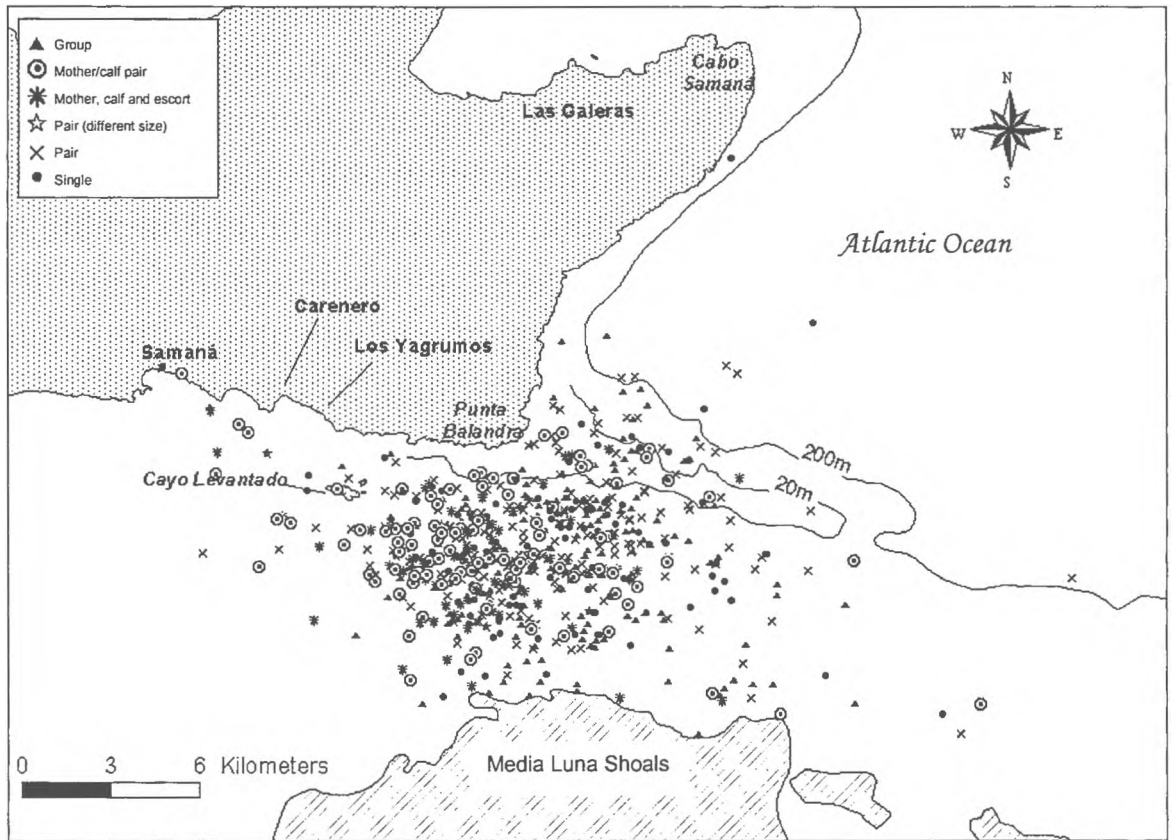 Group
Mother/calf pair
Mother, calf and escort
Pair (different size)
Pair
Single
Cabo
Samaná
Las Galeras
N
W E
S
Atlantic Ocean
Carenero
Samaná
Los Yagrumos
Punta
Balandra
200m
20m
Cayo Levantado
0 3 6 Kilometers
Media Luna Shoals